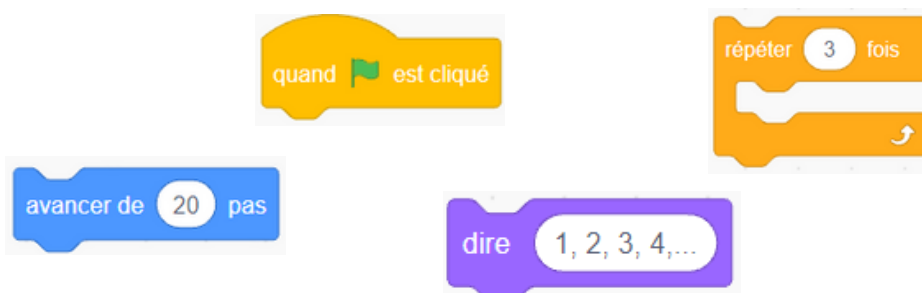 quand est cliqué
répéter 3 fois
avancer de 20 pas
dire 1, 2, 3, 4,...